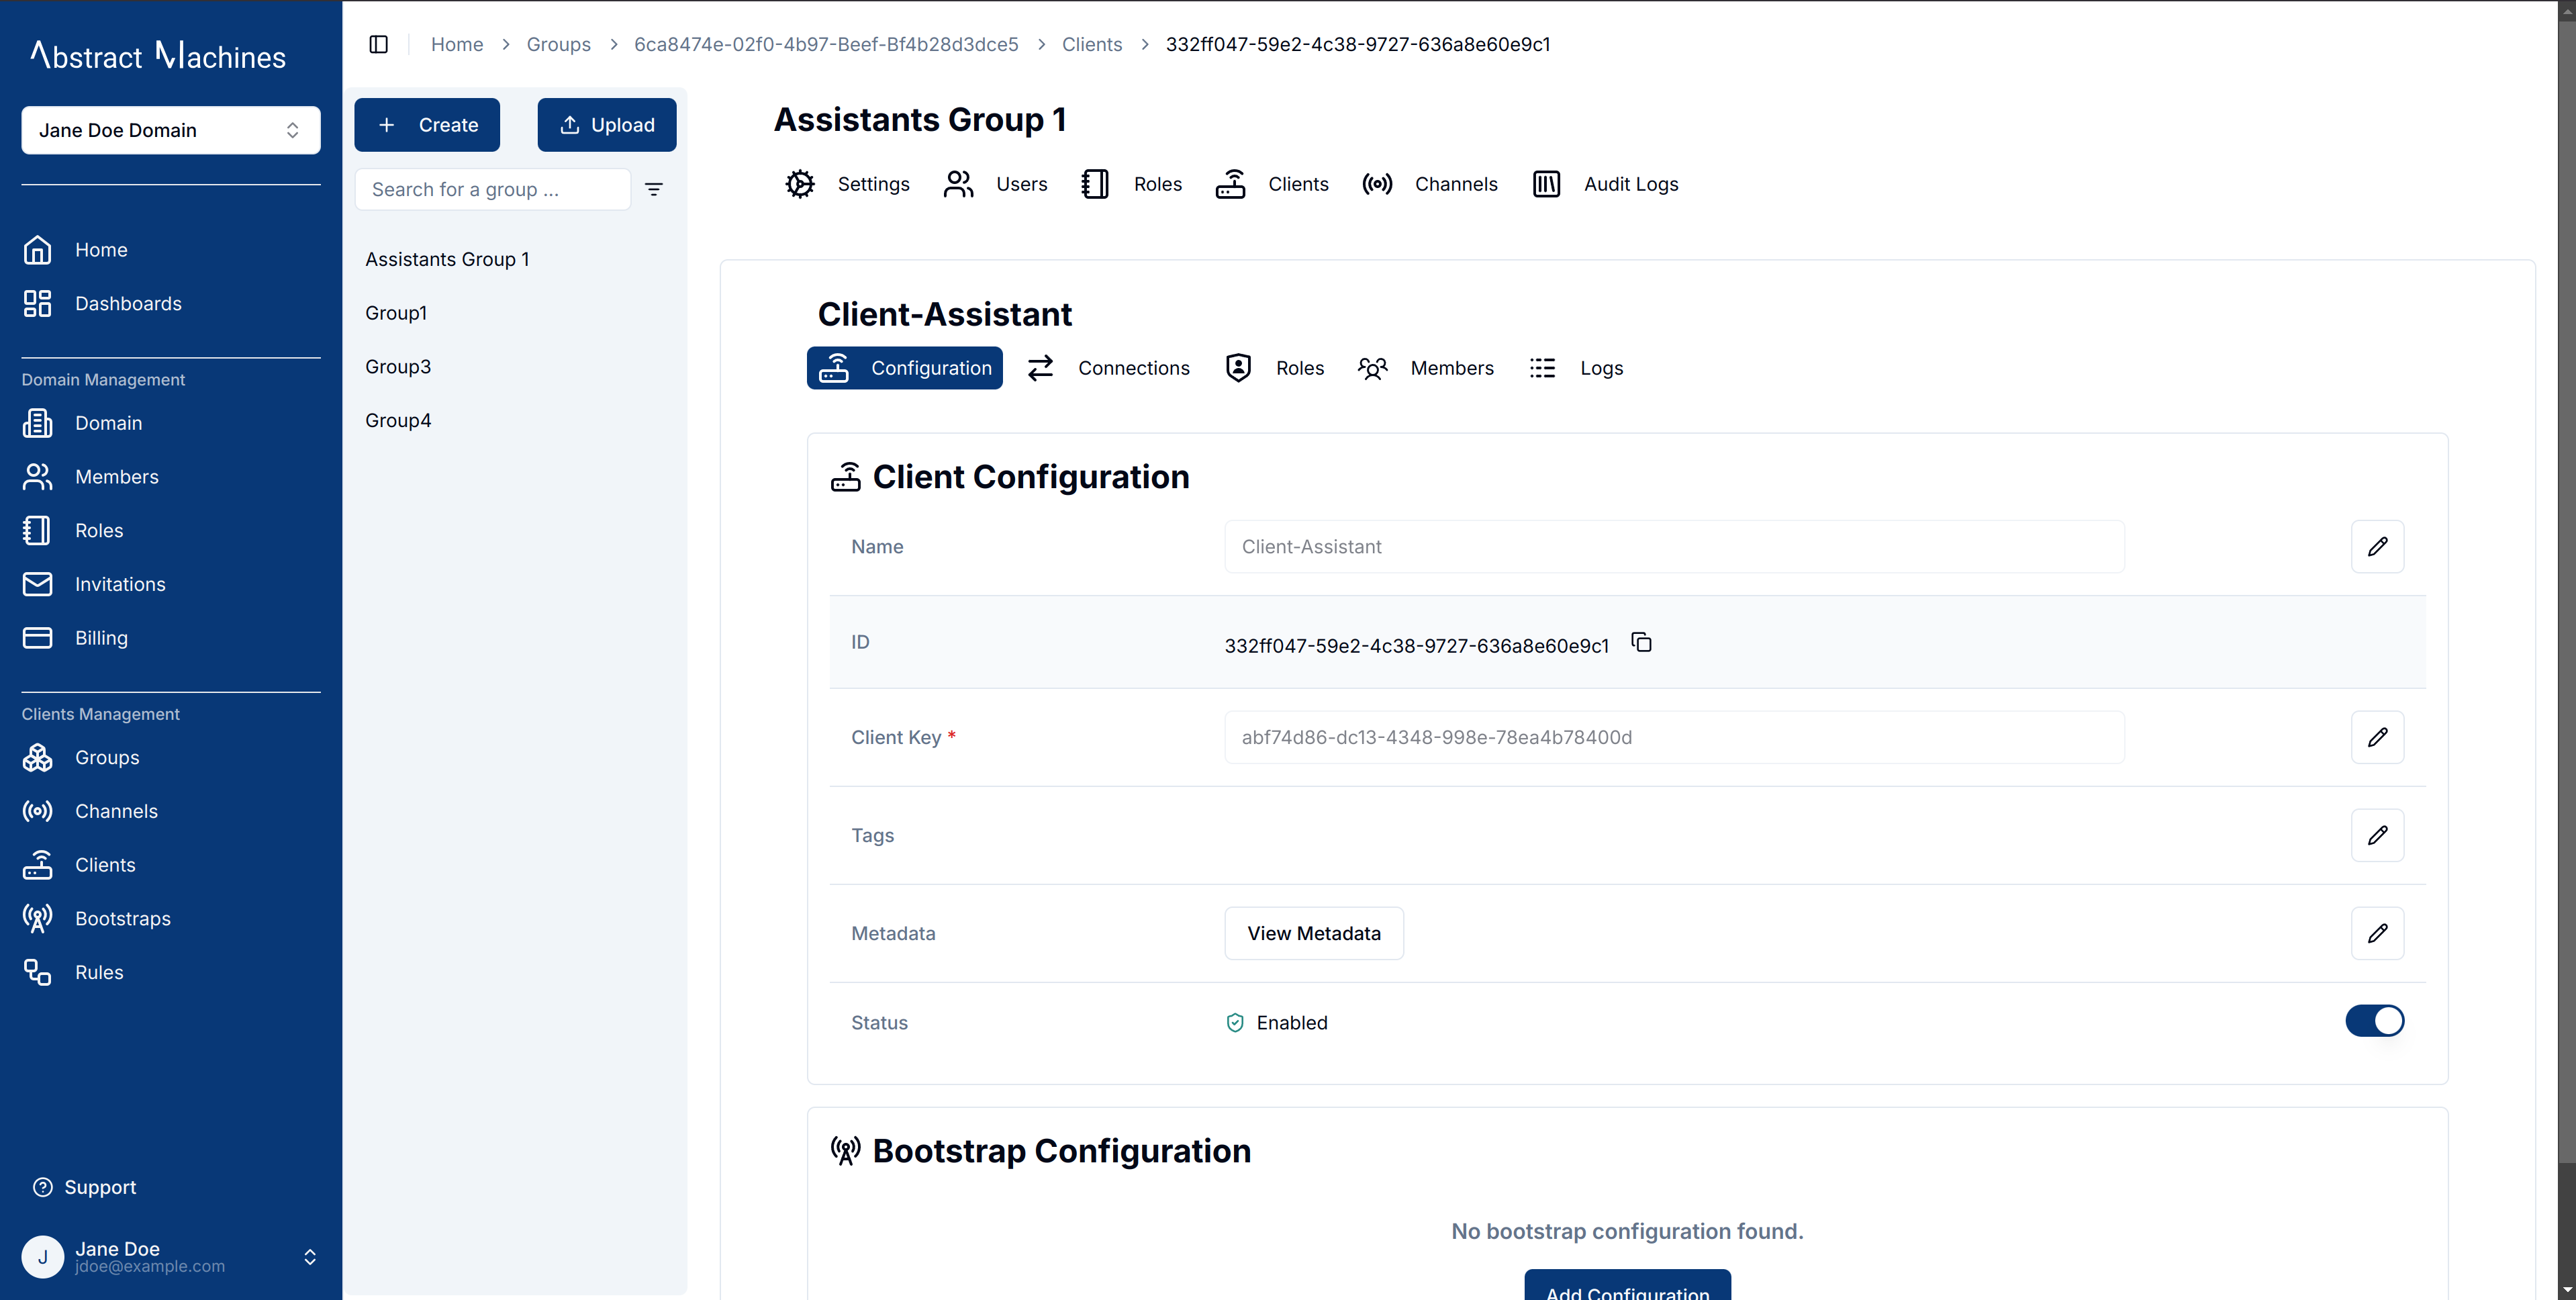 Abstract Machines
Jane Doe Domain
Home
Dashboards
Domain Management
Domain
Members
Roles
Invitations
Billing
Clients Management
Groups
Channels
Clients
Bootstraps
Rules
Support
J
Jane Doe
jdoe@example.com
Home > Groups > 6ca8474e-02f0-4b97-Beef-Bf4b28d3dce5 > Clients > 332ff047-59e2-4c38-9727-636a8e60e9c1
+ Create
Upload
Search for a group ...
Assistants Group 1
Group1
Group3
Group4
Assistants Group 1
Settings Users Roles Clients Channels Audit Logs
Client-Assistant
Configuration Connections Roles Members Logs
Client Configuration
Name Client-Assistant
ID 332ff047-59e2-4c38-9727-636a8e60e9c1
Client Key * abf74d86-dc13-4348-998e-78ea4b78400d
Tags
Metadata View Metadata
Status Enabled
Bootstrap Configuration
No bootstrap configuration found.
Add Configuration